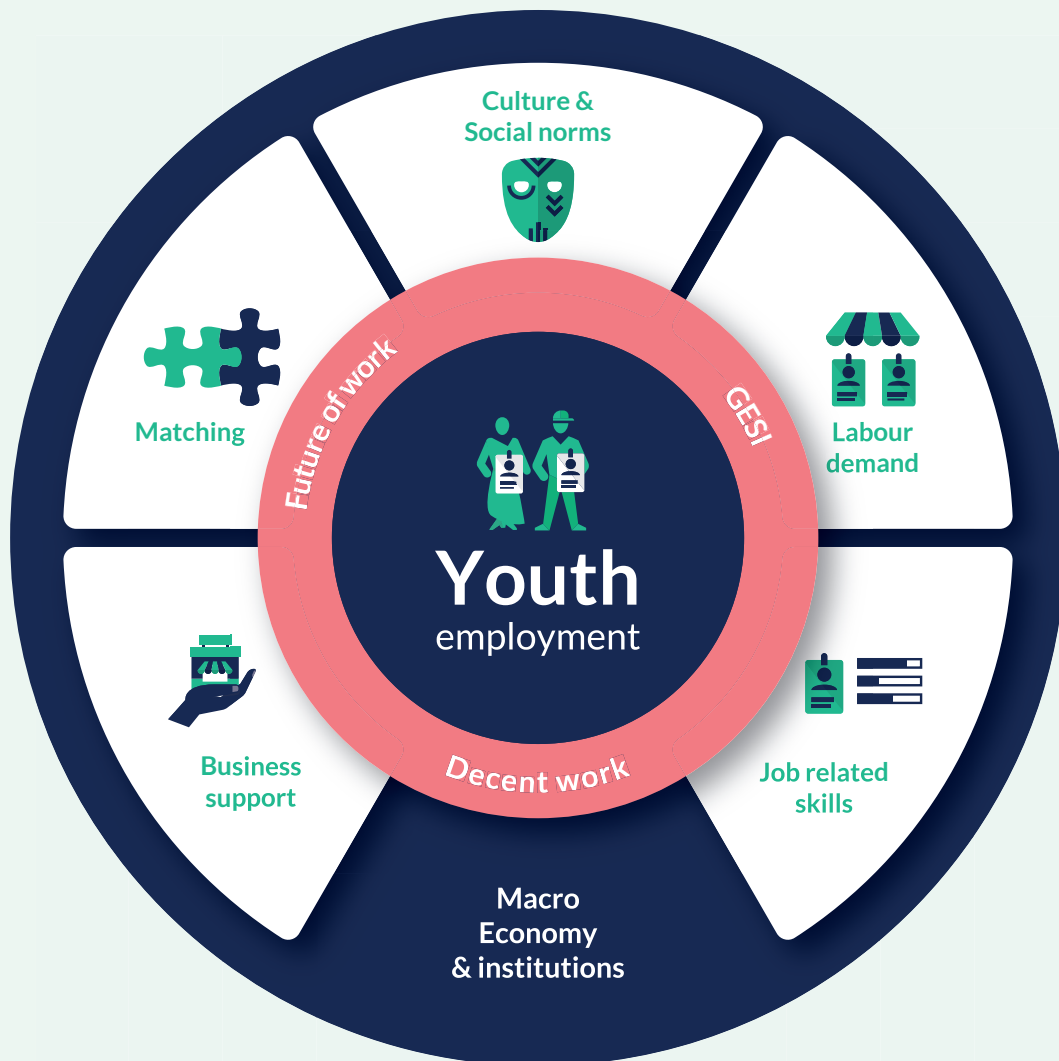 Culture &
Social norms
Matching
Labour
demand
Future of work
GESI
Youth
employment
Decent work
Business
support
Job related
skills
Macro
Economy
& institutions